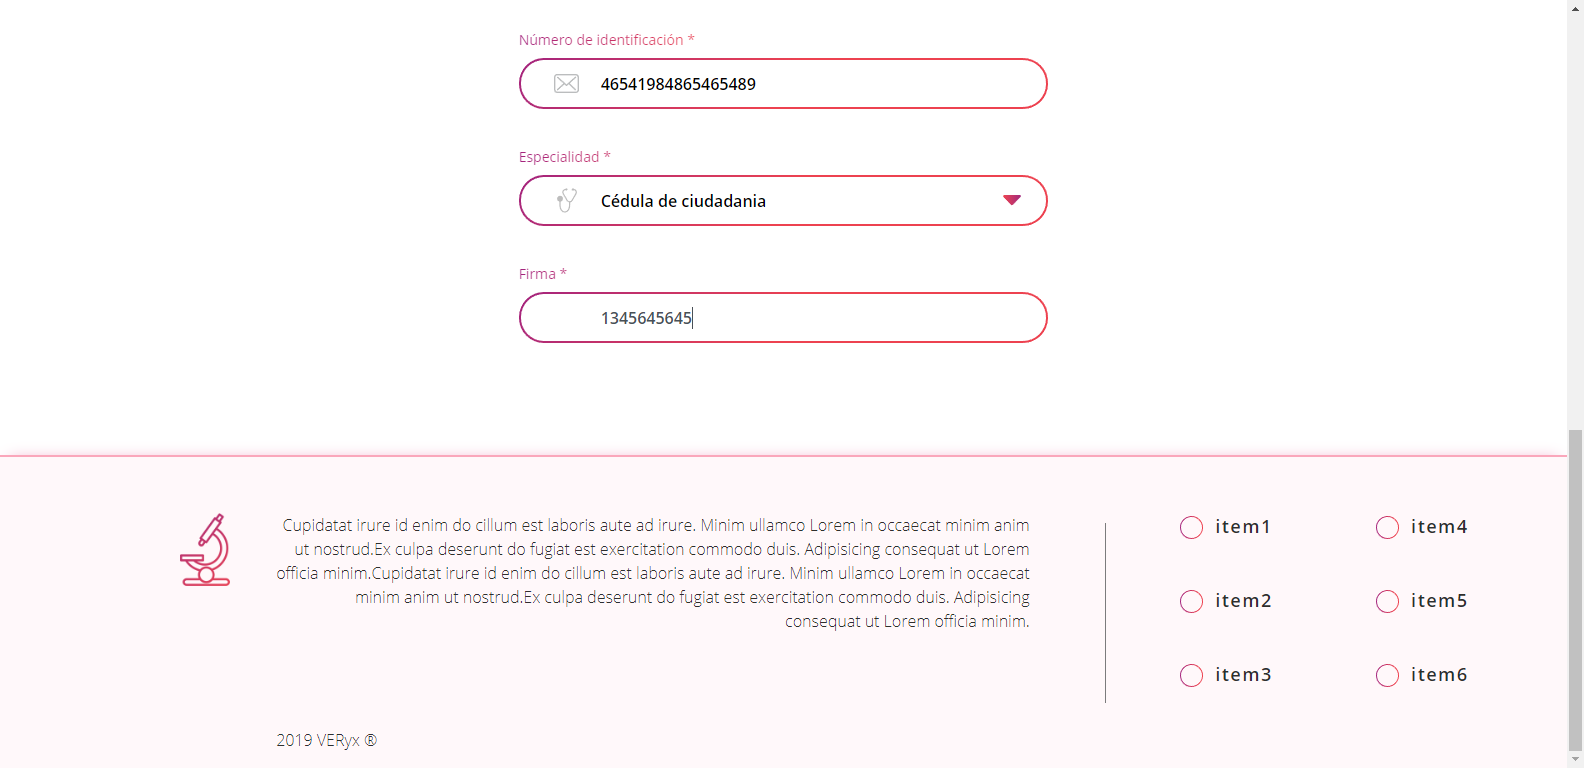 Número de identificación *
46541984865465489
Especialidad *
Cédula de ciudadania
Firma *
1345645645
Cupidatat irure id enim do cillum est laboris aute ad irure. Minim ullamco Lorem in occaecat minim anim
ut nostrud.Ex culpa deserunt do fugiat est exercitation commodo duis. Adipisicing consequat ut Lorem
officia minim.Cupidatat irure id enim do cillum est laboris aute ad irure. Minim ullamco Lorem in occaecat
minim anim ut nostrud.Ex culpa deserunt do fugiat est exercitation commodo duis. Adipisicing
consequat ut Lorem officia minim.
2019 VERyx ®
item1
item2
item3
item4
item5
item6